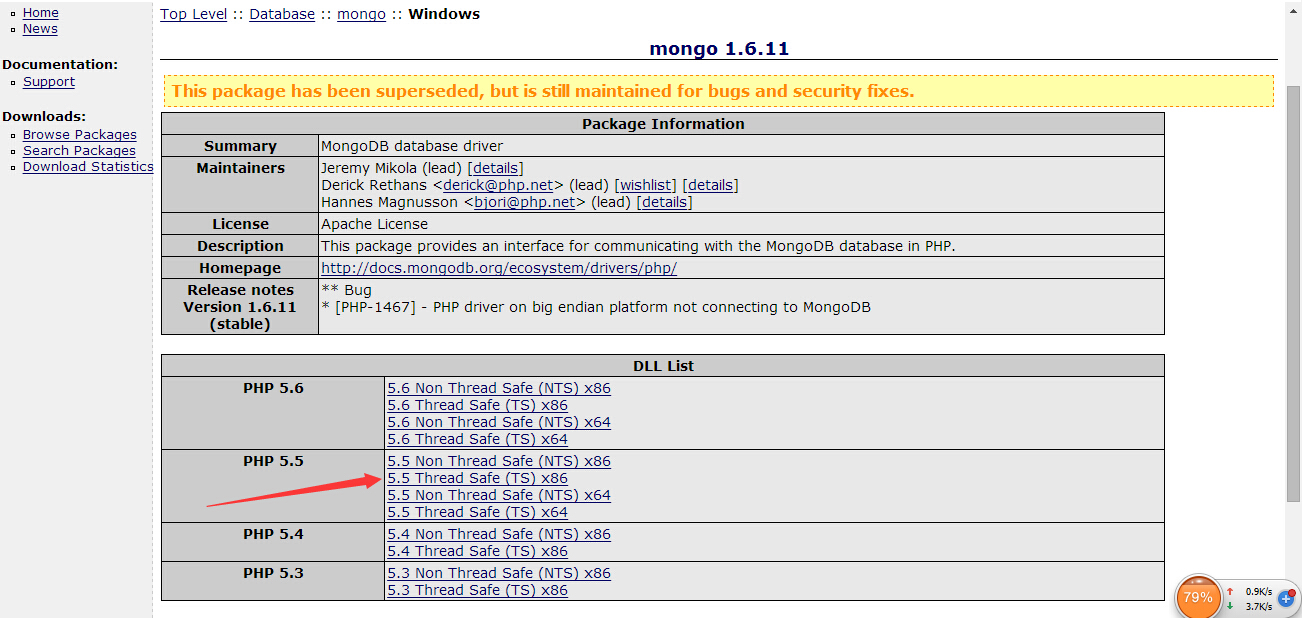 Home
News
Documentation:
Support
Downloads:
Browse Packages
Search Packages
Download Statistics
Top Level :: Database :: mongo :: Windows
mongo 1.6.11
This package has been superseded, but is still maintained for bugs and security fixes.
Package Information
Summary MongoDB database driver
Maintainers Jeremy Mikola (lead) [details]
Derick Rethans <derick@php.net> (lead) [wishlist] [details]
Hannes Magnusson <bjori@php.net> (lead) [details]
License Apache License
Description This package provides an interface for communicating with the MongoDB database in PHP.
Homepage http://docs.mongodb.org/ecosystem/drivers/php/
Release notes ** Bug
Version 1.6.11 * [PHP-1467] - PHP driver on big endian platform not connecting to MongoDB
(stable)
DLL List
PHP 5.6 5.6 Non Thread Safe (NTS) x86
5.6 Thread Safe (TS) x86
5.6 Non Thread Safe (NTS) x64
5.6 Thread Safe (TS) x64
PHP 5.5 5.5 Non Thread Safe (NTS) x86
5.5 Thread Safe (TS) x86
5.5 Non Thread Safe (NTS) x64
5.5 Thread Safe (TS) x64
PHP 5.4 5.4 Non Thread Safe (NTS) x86
5.4 Thread Safe (TS) x86
PHP 5.3 5.3 Non Thread Safe (NTS) x86
5.3 Thread Safe (TS) x86
79%
0.9K/s
3.7K/s